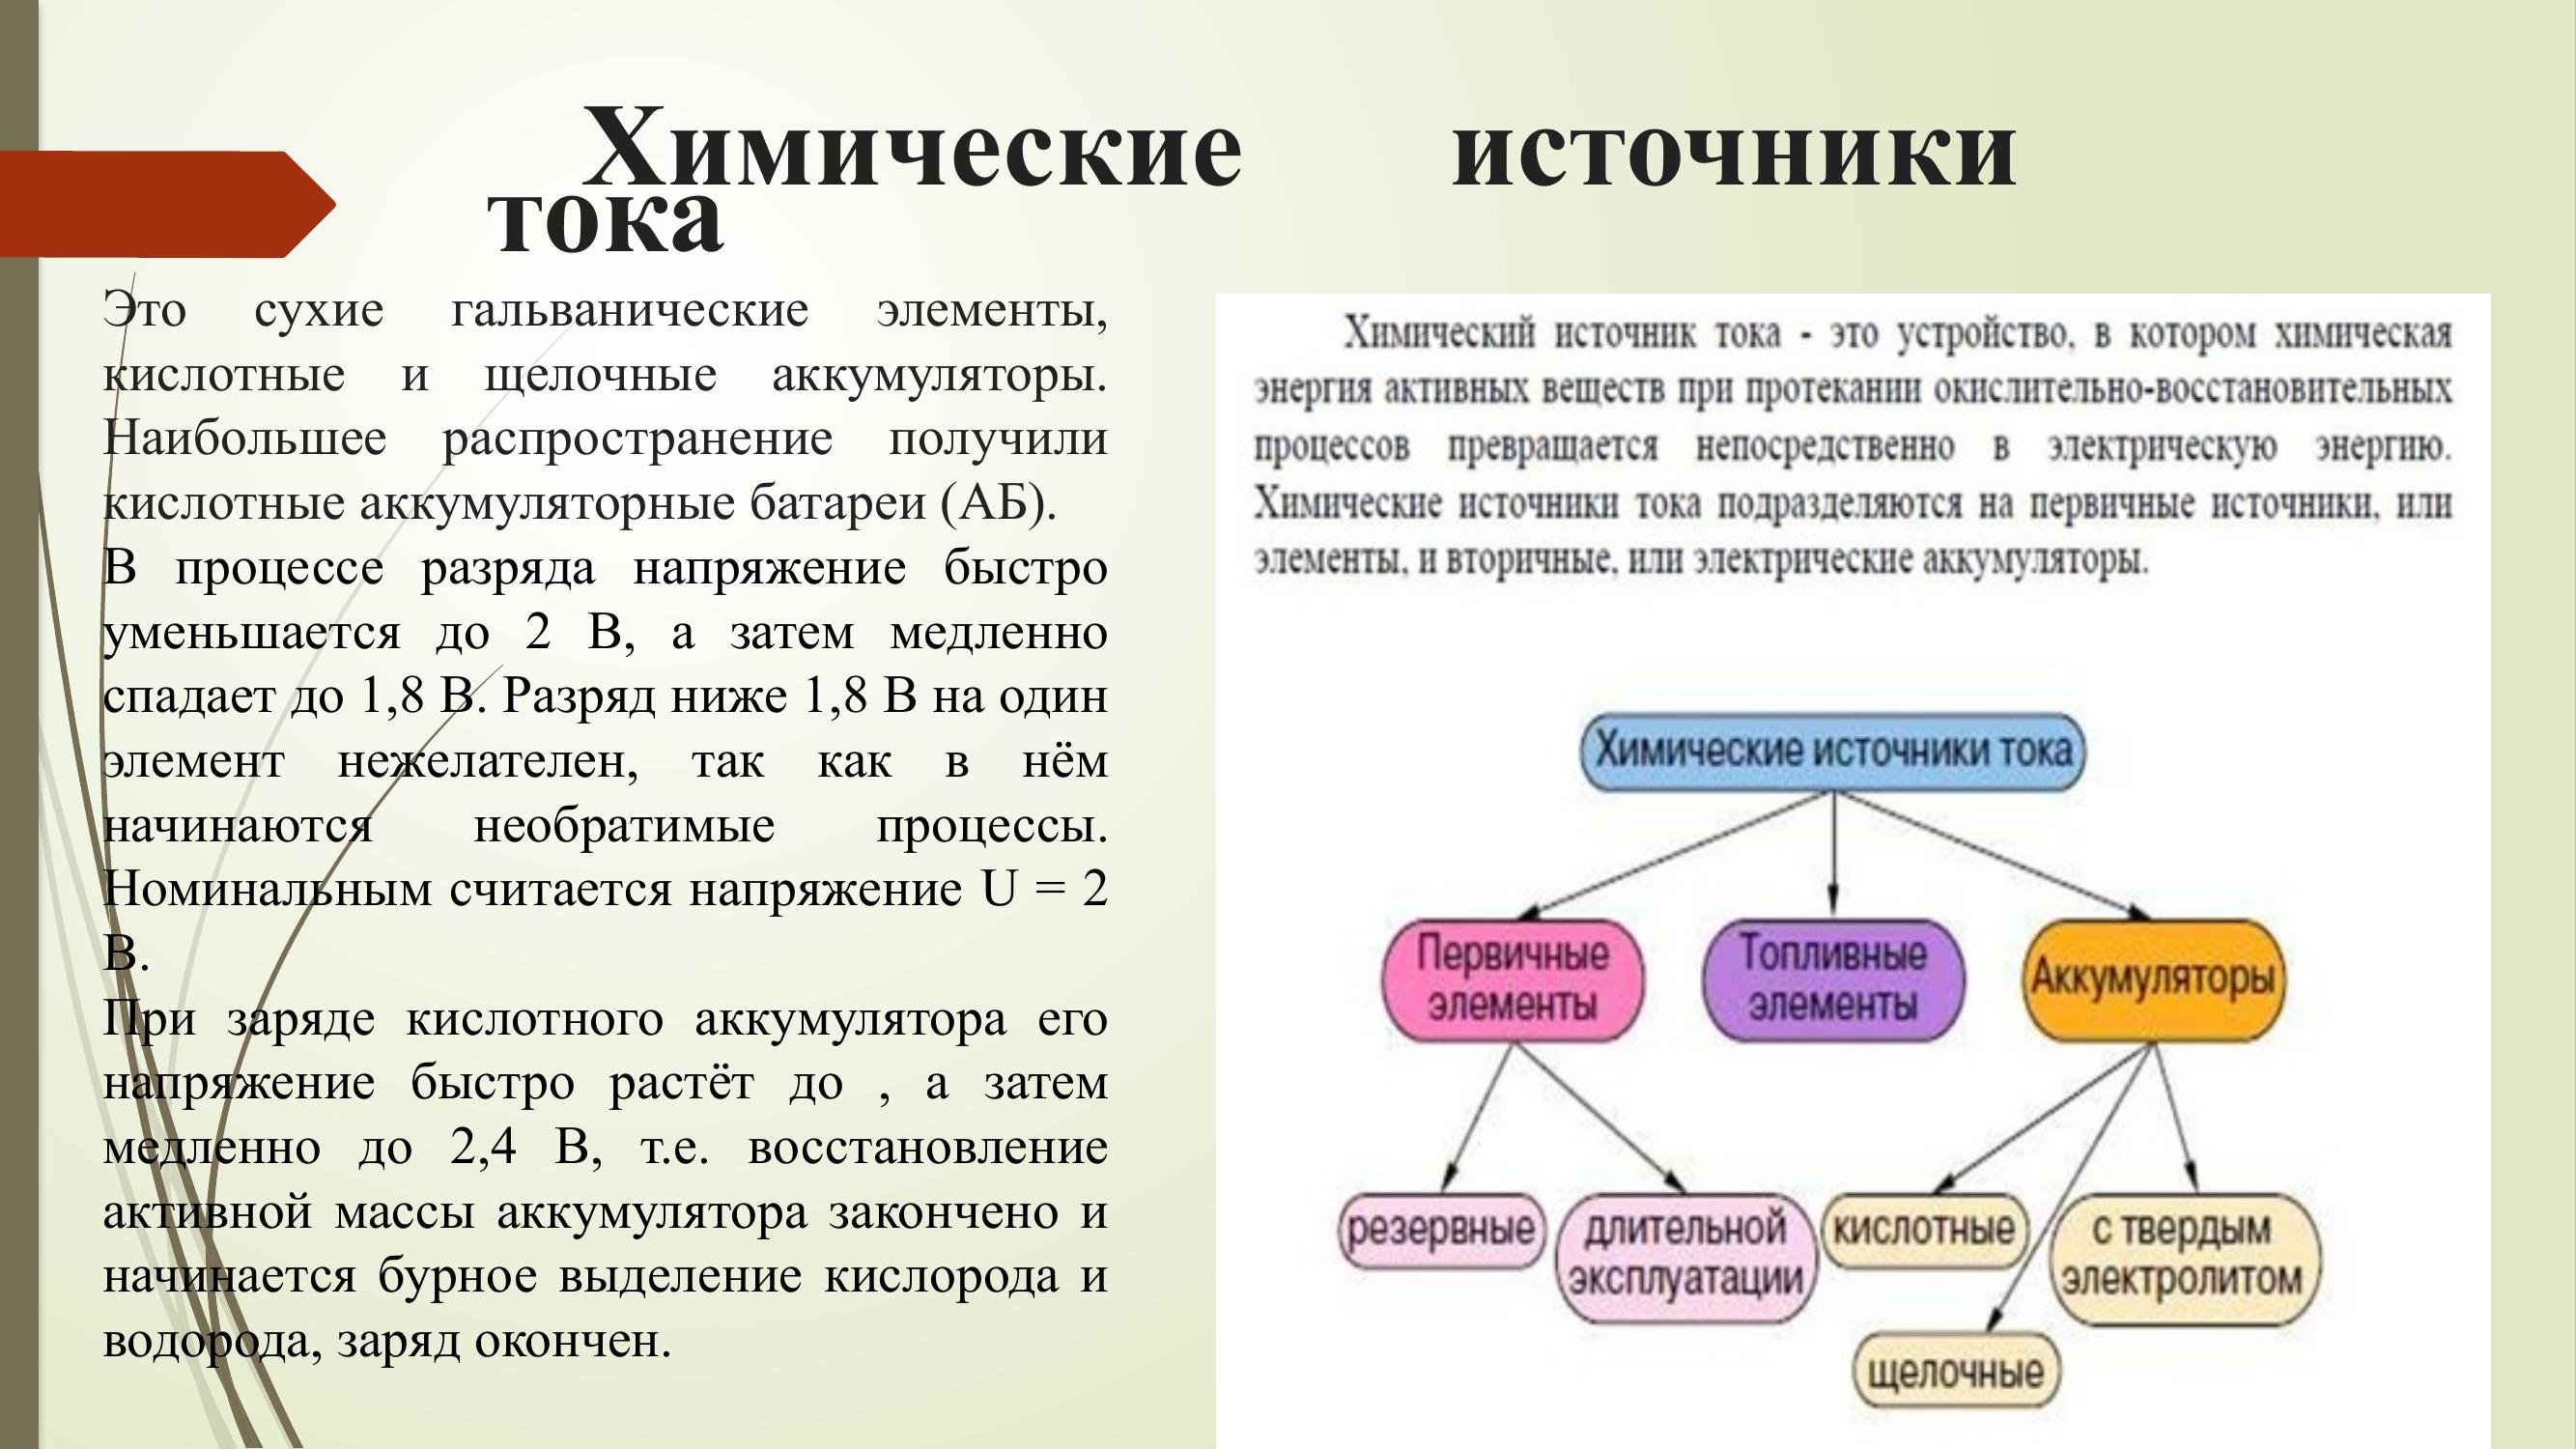 Химические источники
тока
Это сухие гальванические элементы,
кислотные и щелочные аккумуляторы.
Наибольшее распространение получили
кислотные аккумуляторные батареи (АБ).
В процессе разряда напряжение быстро
уменьшается до 2 В, а затем медленно
спадает до 1,8 В. Разряд ниже 1,8 В на один
элемент нежелателен, так как в нём
начинаются необратимые процессы.
Номинальным считается напряжение U = 2
В.
При заряде кислотного аккумулятора его
напряжение быстро растёт до , а затем
медленно до 2,4 В, т.е. восстановление
активной массы аккумулятора закончено и
начинается бурное выделение кислорода и
водорода, заряд окончен.
Химический источник тока - это устройство, в котором химическая
энергия активных веществ при протекании окислительно-восстановительных
процессов превращается непосредственно в электрическую энергию.
Химические источники тока подразделяются на первичные источники, или
элементы, и вторичные, или электрические аккумуляторы.
Химические источники тока
Первичные
элементы
Топливные
элементы
Аккумуляторы
резервные
длительной
эксплуатации
кислотные
с твердым
электролитом
щелочные